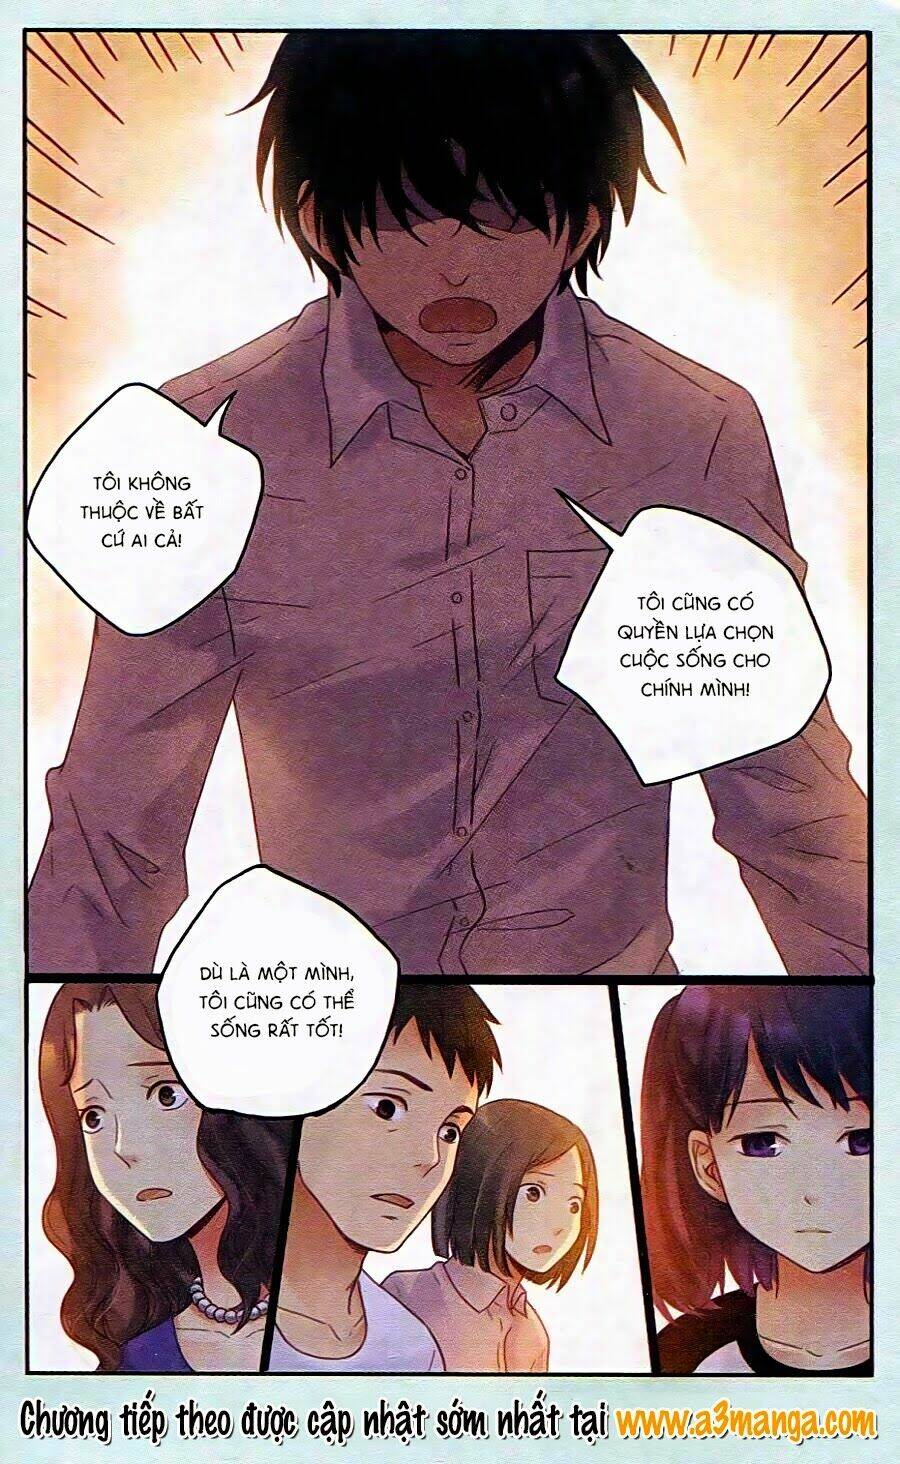 TÔI KHÔNG
THUỘC VỀ BẤT
CỨ AI CẢ!
TÔI CŨNG CÓ
QUYỀN LỰA CHỌN
CUỘC SỐNG CHO
CHÍNH MÌNH!
DÙ LÀ MỘT MÌNH,
TÔI CŨNG CÓ THỂ
SỐNG RẤT TỐT!
Chương tiếp theo được cập nhật sớm nhất tại www.a3manga.com